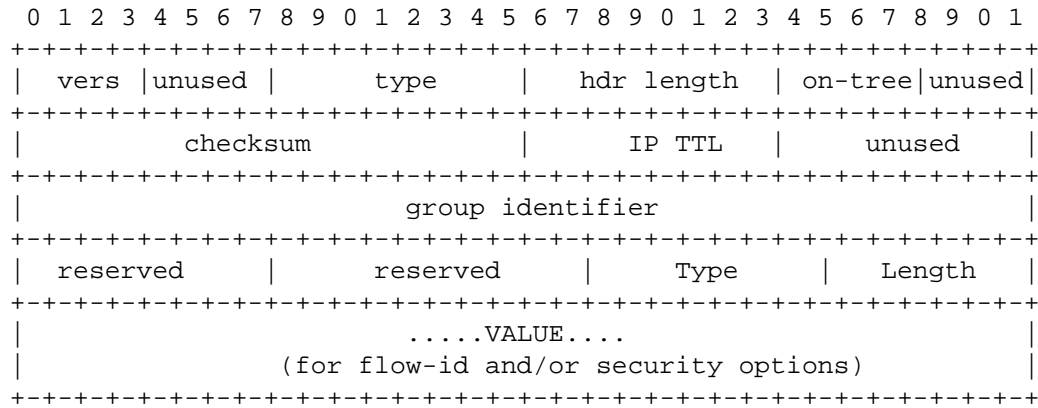 0 1 2 3 4 5 6 7 8 9 0 1 2 3 4 5 6 7 8 9 0 1 2 3 4 5 6 7 8 9 0 1
+-+-+-+-+-+-+-+-+-+-+-+-+-+-+-+-+-+-+-+-+-+-+-+-+-+-+-+-+-+-+-+-+
|  vers |unused |      type     |   hdr length  | on-tree|unused|
+-+-+-+-+-+-+-+-+-+-+-+-+-+-+-+-+-+-+-+-+-+-+-+-+-+-+-+-+-+-+-+-+
|          checksum             |      IP TTL   |     unused    |
+-+-+-+-+-+-+-+-+-+-+-+-+-+-+-+-+-+-+-+-+-+-+-+-+-+-+-+-+-+-+-+-+
|                        group identifier                       |
+-+-+-+-+-+-+-+-+-+-+-+-+-+-+-+-+-+-+-+-+-+-+-+-+-+-+-+-+-+-+-+-+
|  reserved     |      reserved     |     Type     |   Length   |
+-+-+-+-+-+-+-+-+-+-+-+-+-+-+-+-+-+-+-+-+-+-+-+-+-+-+-+-+-+-+-+-+
|                        .....VALUE....                         |
|                (for flow-id and/or security options)          |
+-+-+-+-+-+-+-+-+-+-+-+-+-+-+-+-+-+-+-+-+-+-+-+-+-+-+-+-+-+-+-+-+